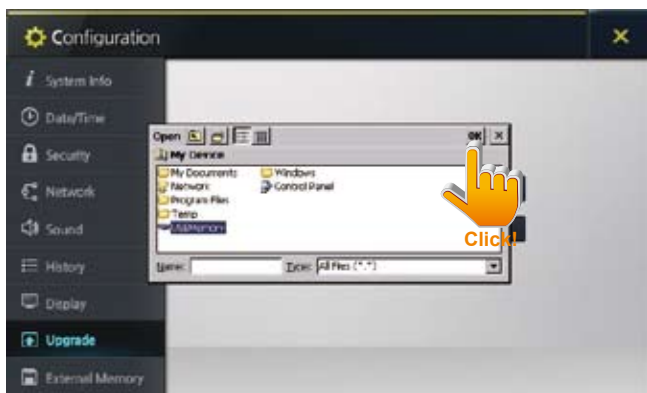 Configuration
System Info
Date/Time
Security
Network
Sound
History
Display
Upgrade
External Memory
Open
OK
My Device
My Documents
Windows
Network
Control Panel
Program Files
Temp
USBMemory
Name:
Type: All Files (*.*)
Click!